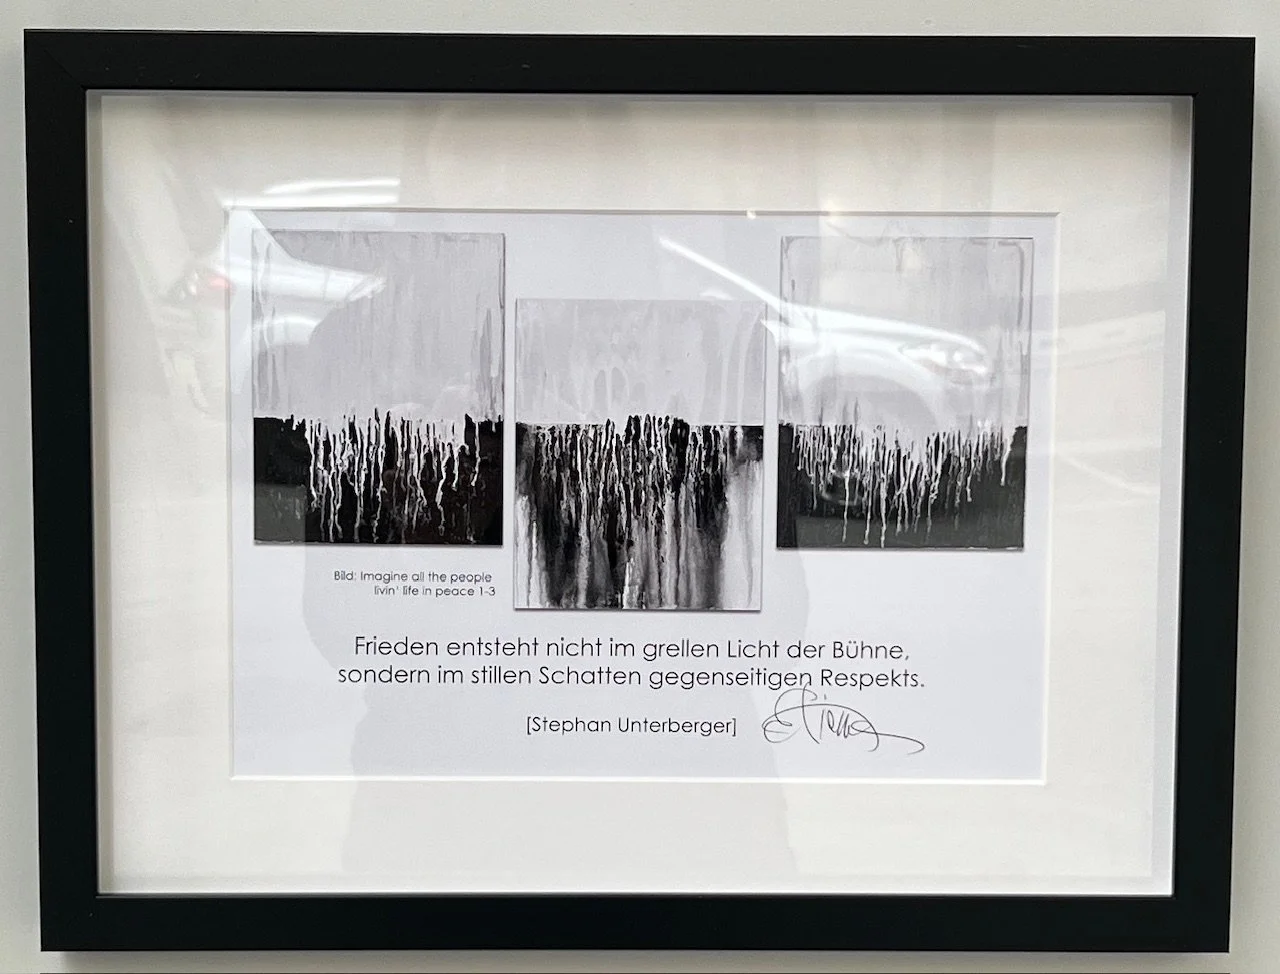 Bild: Imagine all the people
livin' life in peace 1-3
Frieden entsteht nicht im grellen Licht der Bühne,
sondern im stillen Schatten gegenseitigen Respekts.
[Stephan Unterberger]